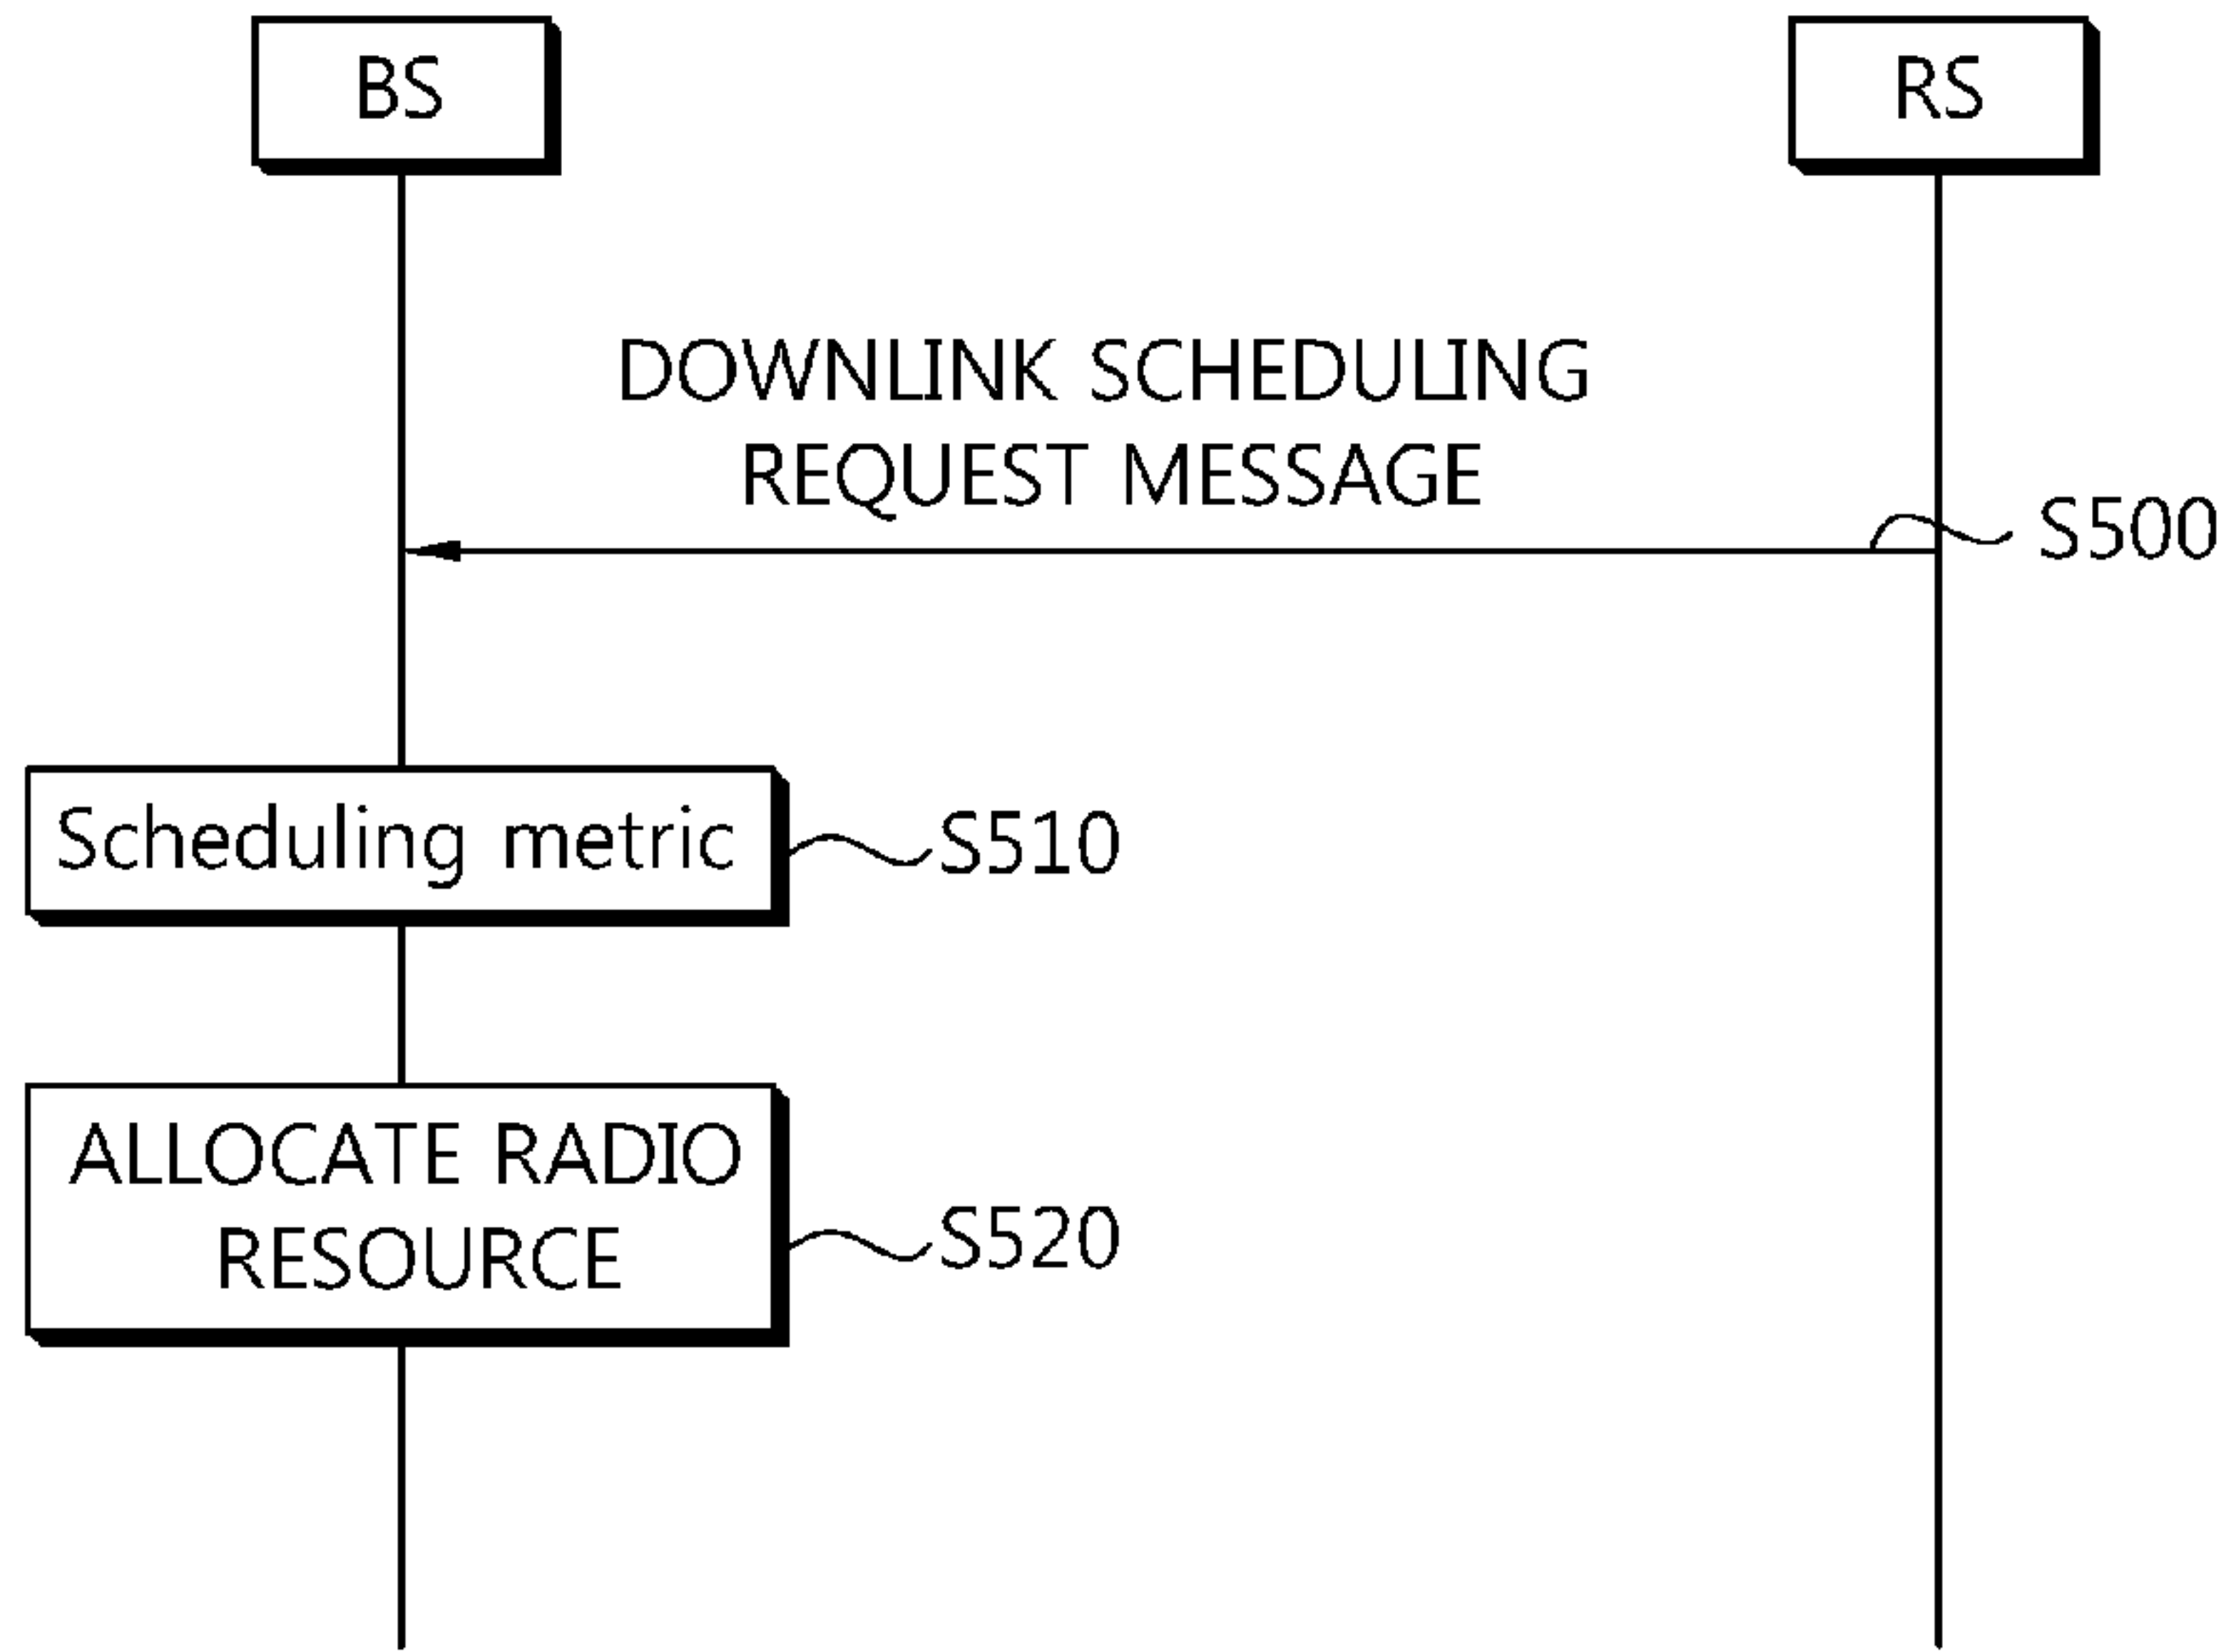 BS
RS
DOWNLINK SCHEDULING
REQUEST MESSAGE
S500
Scheduling metric
S510
ALLOCATE RADIO
RESOURCE
S520